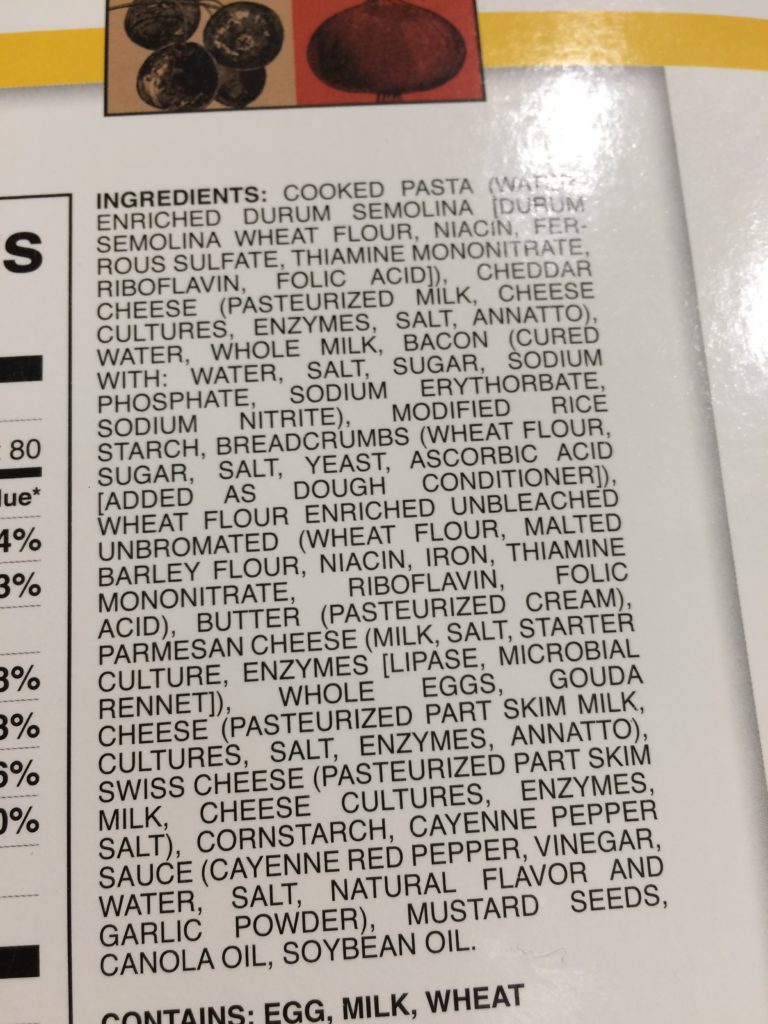 INGREDIENTS: COOKED PASTA (WATER,
ENRICHED DURUM SEMOLINA [DURUM
SEMOLINA WHEAT FLOUR, NIACIN, FER-
ROUS SULFATE, THIAMINE MONONITRATE,
RIBOFLAVIN, FOLIC ACID]), CHEDDAR
CHEESE (PASTEURIZED MILK, CHEESE
CULTURES, ENZYMES, SALT, ANNATTO),
WATER, WHOLE MILK, BACON (CURED
WITH: WATER, SALT, SUGAR, SODIUM
PHOSPHATE, SODIUM ERYTHORBATE,
SODIUM NITRITE), MODIFIED RICE
STARCH, BREADCRUMBS (WHEAT FLOUR,
SUGAR, SALT, YEAST, ASCORBIC ACID
[ADDED AS DOUGH CONDITIONER]),
WHEAT FLOUR ENRICHED UNBLEACHED
UNBROMATED (WHEAT FLOUR, MALTED
BARLEY FLOUR, NIACIN, IRON, THIAMINE
MONONITRATE, RIBOFLAVIN, FOLIC
ACID), BUTTER (PASTEURIZED CREAM),
PARMESAN CHEESE (MILK, SALT, STARTER
CULTURE, ENZYMES [LIPASE, MICROBIAL
RENNET]), WHOLE EGGS, GOUDA
CHEESE (PASTEURIZED PART SKIM MILK,
CULTURES, SALT, ENZYMES, ANNATTO),
SWISS CHEESE (PASTEURIZED PART SKIM
MILK, CHEESE CULTURES, ENZYMES,
SALT), CORNSTARCH, CAYENNE PEPPER
SAUCE (CAYENNE RED PEPPER, VINEGAR,
WATER, SALT, NATURAL FLAVOR AND
GARLIC POWDER), MUSTARD SEEDS,
CANOLA OIL, SOYBEAN OIL.
CONTAINS: EGG, MILK, WHEAT
80